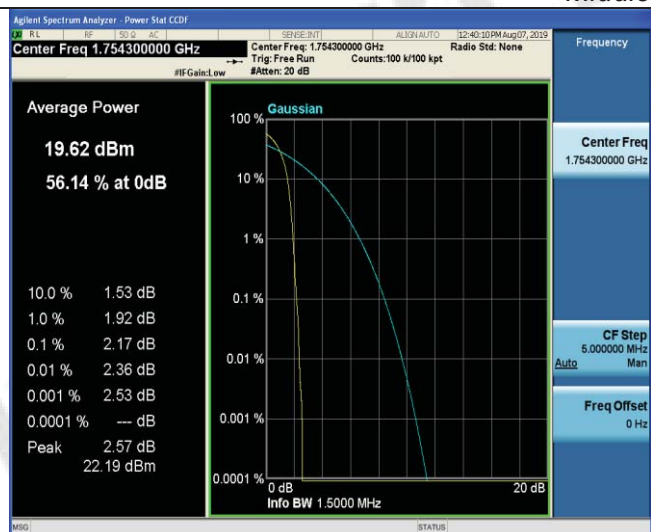 Agilent Spectrum Analyzer - Power Stat CCDF
RL RF 50 Ω AC SENSE:INT ALIGN AUTO 12:40:10 PM Aug 07, 2019
Center Freq 1.754300000 GHz
Center Freq: 1.754300000 GHz Radio Std: None
Trig: Free Run Counts:100 k/100 kpt
#IFGain:Low #Atten: 20 dB
Frequency
Average Power
19.62 dBm
56.14 % at 0dB
10.0 % 1.53 dB
1.0 % 1.92 dB
0.1 % 2.17 dB
0.01 % 2.36 dB
0.001 % 2.53 dB
0.0001 % --- dB
Peak 2.57 dB
22.19 dBm
Gaussian
100 %
10 %
1 %
0.1 %
0.01 %
0.001 %
0.0001 %
0 dB 20 dB
Info BW 1.5000 MHz
Center Freq
1.754300000 GHz
CF Step
5.000000 MHz
Auto Man
Freq Offset
0 Hz
MSG STATUS